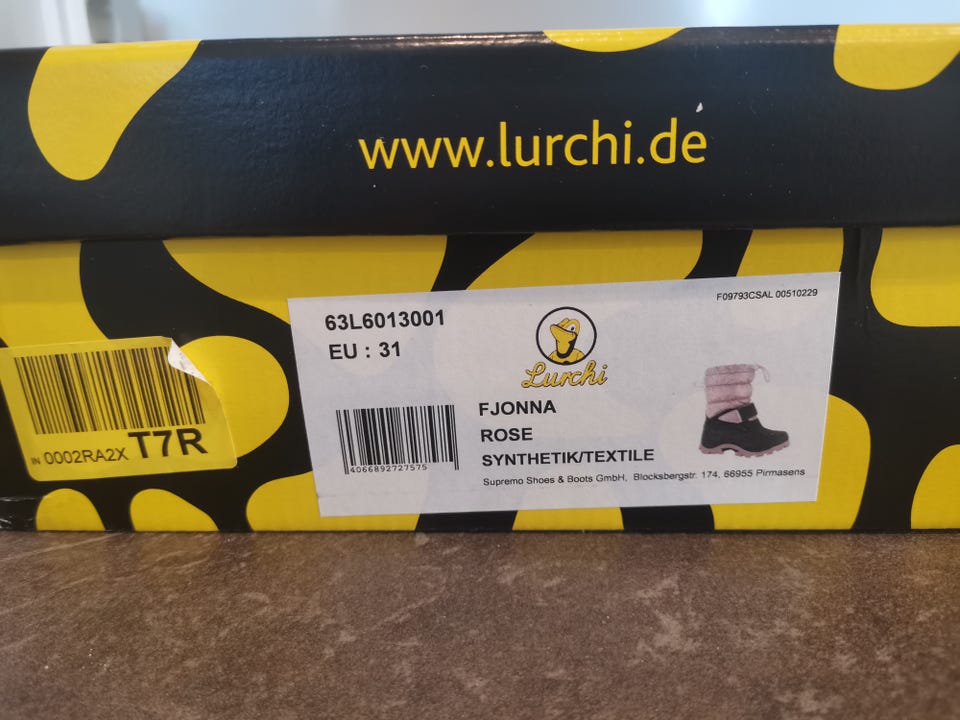 www.lurchi.de
F09793CSAL 00510229
63L6013001
EU : 31
Lurchi
FJONNA
ROSE
SYNTHETIK/TEXTILE
Supremo Shoes & Boots GmbH, Blocksbergstr. 174, 66955 Pirmasens
4066892727575
IN 0002RA2X T7R